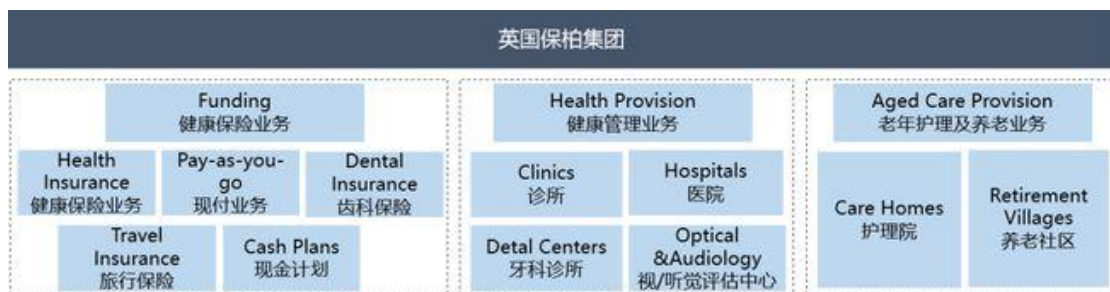 英国保柏集团
Funding
健康保险业务
Health
Insurance
健康保险业务
Pay-as-you-
go
现付业务
Dental
Insurance
齿科保险
Travel
Insurance
旅行保险
Cash Plans
现金计划
Health Provision
健康管理业务
Clinics
诊所
Hospitals
医院
Detal Centers
牙科诊所
Optical
&Audiology
视/听觉评估中心
Aged Care Provision
老年护理及养老业务
Care Homes
护理院
Retirement
Villages
养老社区